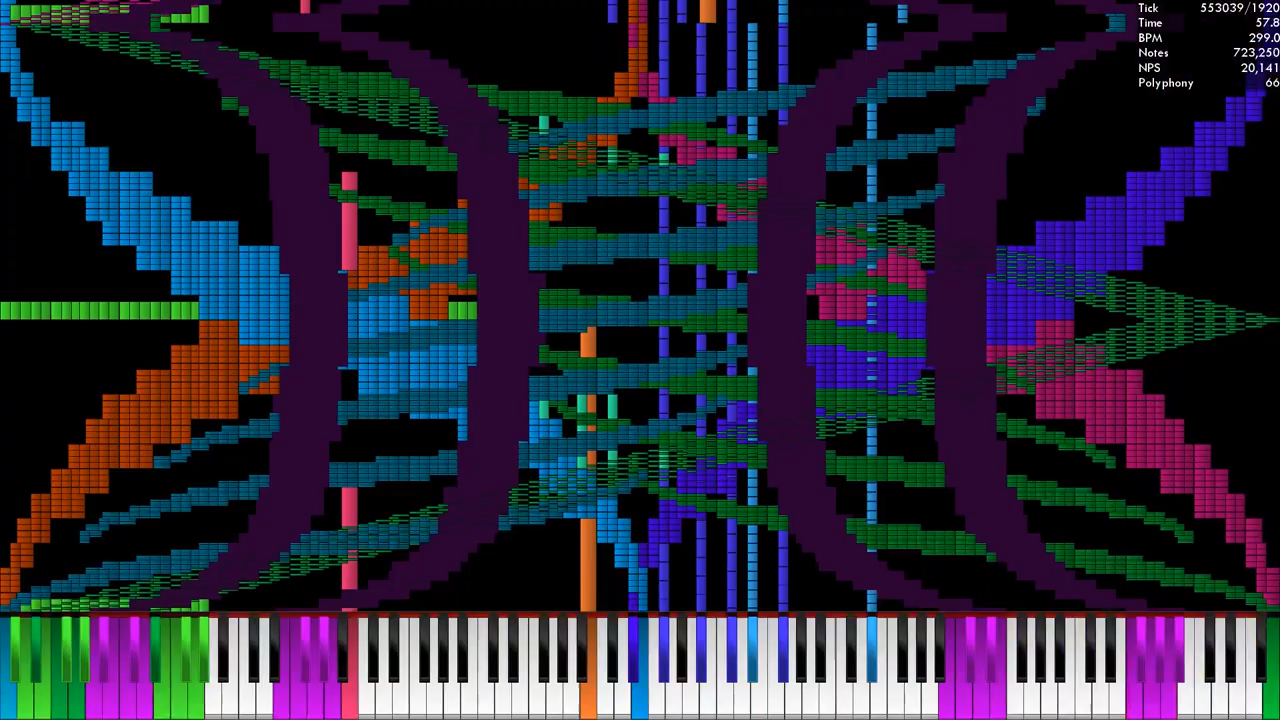 Tick 553039/1920
Time 57.8
BPM 299.0
Notes 723,250
NPS 20,141
Polyphony 66